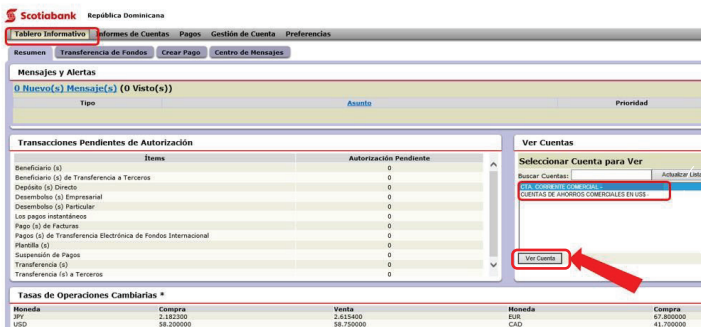 Scotiabank República Dominicana
Tablero Informativo Informes de Cuentas Pagos Gestión de Cuenta Preferencias
Resumen Transferencia de Fondos Crear Pago Centro de Mensajes
Mensajes y Alertas
0 Nuevo(s) Mensaje(s) (0 Visto(s))
Tipo Asunto Prioridad
Transacciones Pendientes de Autorización
Ítems Autorización Pendiente
Beneficiario (s) 0
Beneficiario (s) de Transferencia a Terceros 0
Depósito (s) Directo 0
Desembolso (s) Empresarial 0
Desembolso (s) Particular 0
Los pagos instantáneos 0
Pago (s) de Facturas 0
Pagos (s) de Transferencia Electrónica de Fondos Internacional 0
Plantilla (s) 0
Suspensión de Pagos 0
Transferencia (s) 0
Transferencia (s) a Terceros 0
Ver Cuentas
Seleccionar Cuenta para Ver
Buscar Cuentas: Actualizar Lista
CTA. CORRIENTE COMERCIAL -
CUENTAS DE AHORROS COMERCIALES EN US$ -
Ver Cuenta
Tasas de Operaciones Cambiarias *
Moneda Compra Venta Moneda Compra
JPY 2.182300 2.615400 EUR 67.800000
USD 58.200000 58.750000 CAD 41.700000